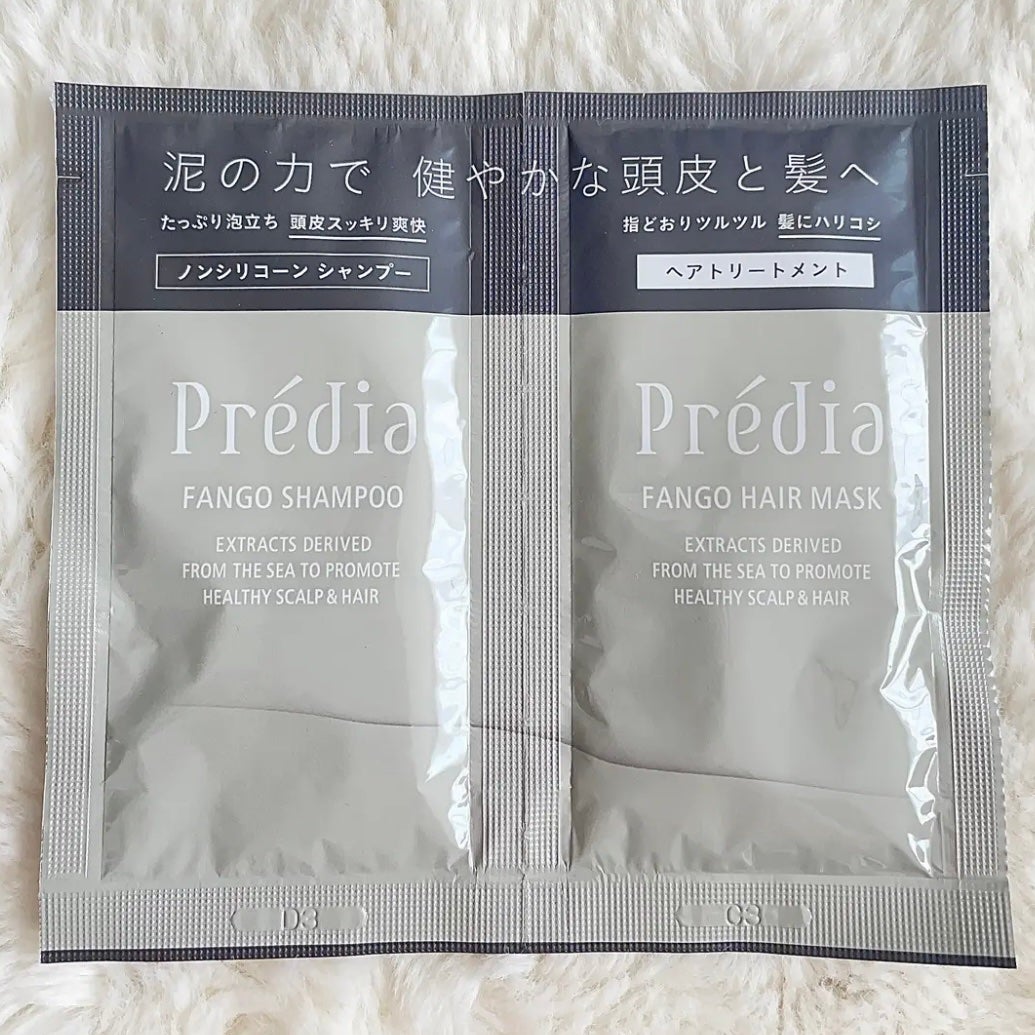 泥の力で 健やかな頭皮と髪へ
たっぷり泡立ち 頭皮スッキリ爽快
ノンシリコーン シャンプー
Prédia
FANGO SHAMPOO
EXTRACTS DERIVED
FROM THE SEA TO PROMOTE
HEALTHY SCALP & HAIR
D3
指どおりツルツル 髪にハリコシ
ヘアトリートメント
Prédia
FANGO HAIR MASK
EXTRACTS DERIVED
FROM THE SEA TO PROMOTE
HEALTHY SCALP & HAIR
C3